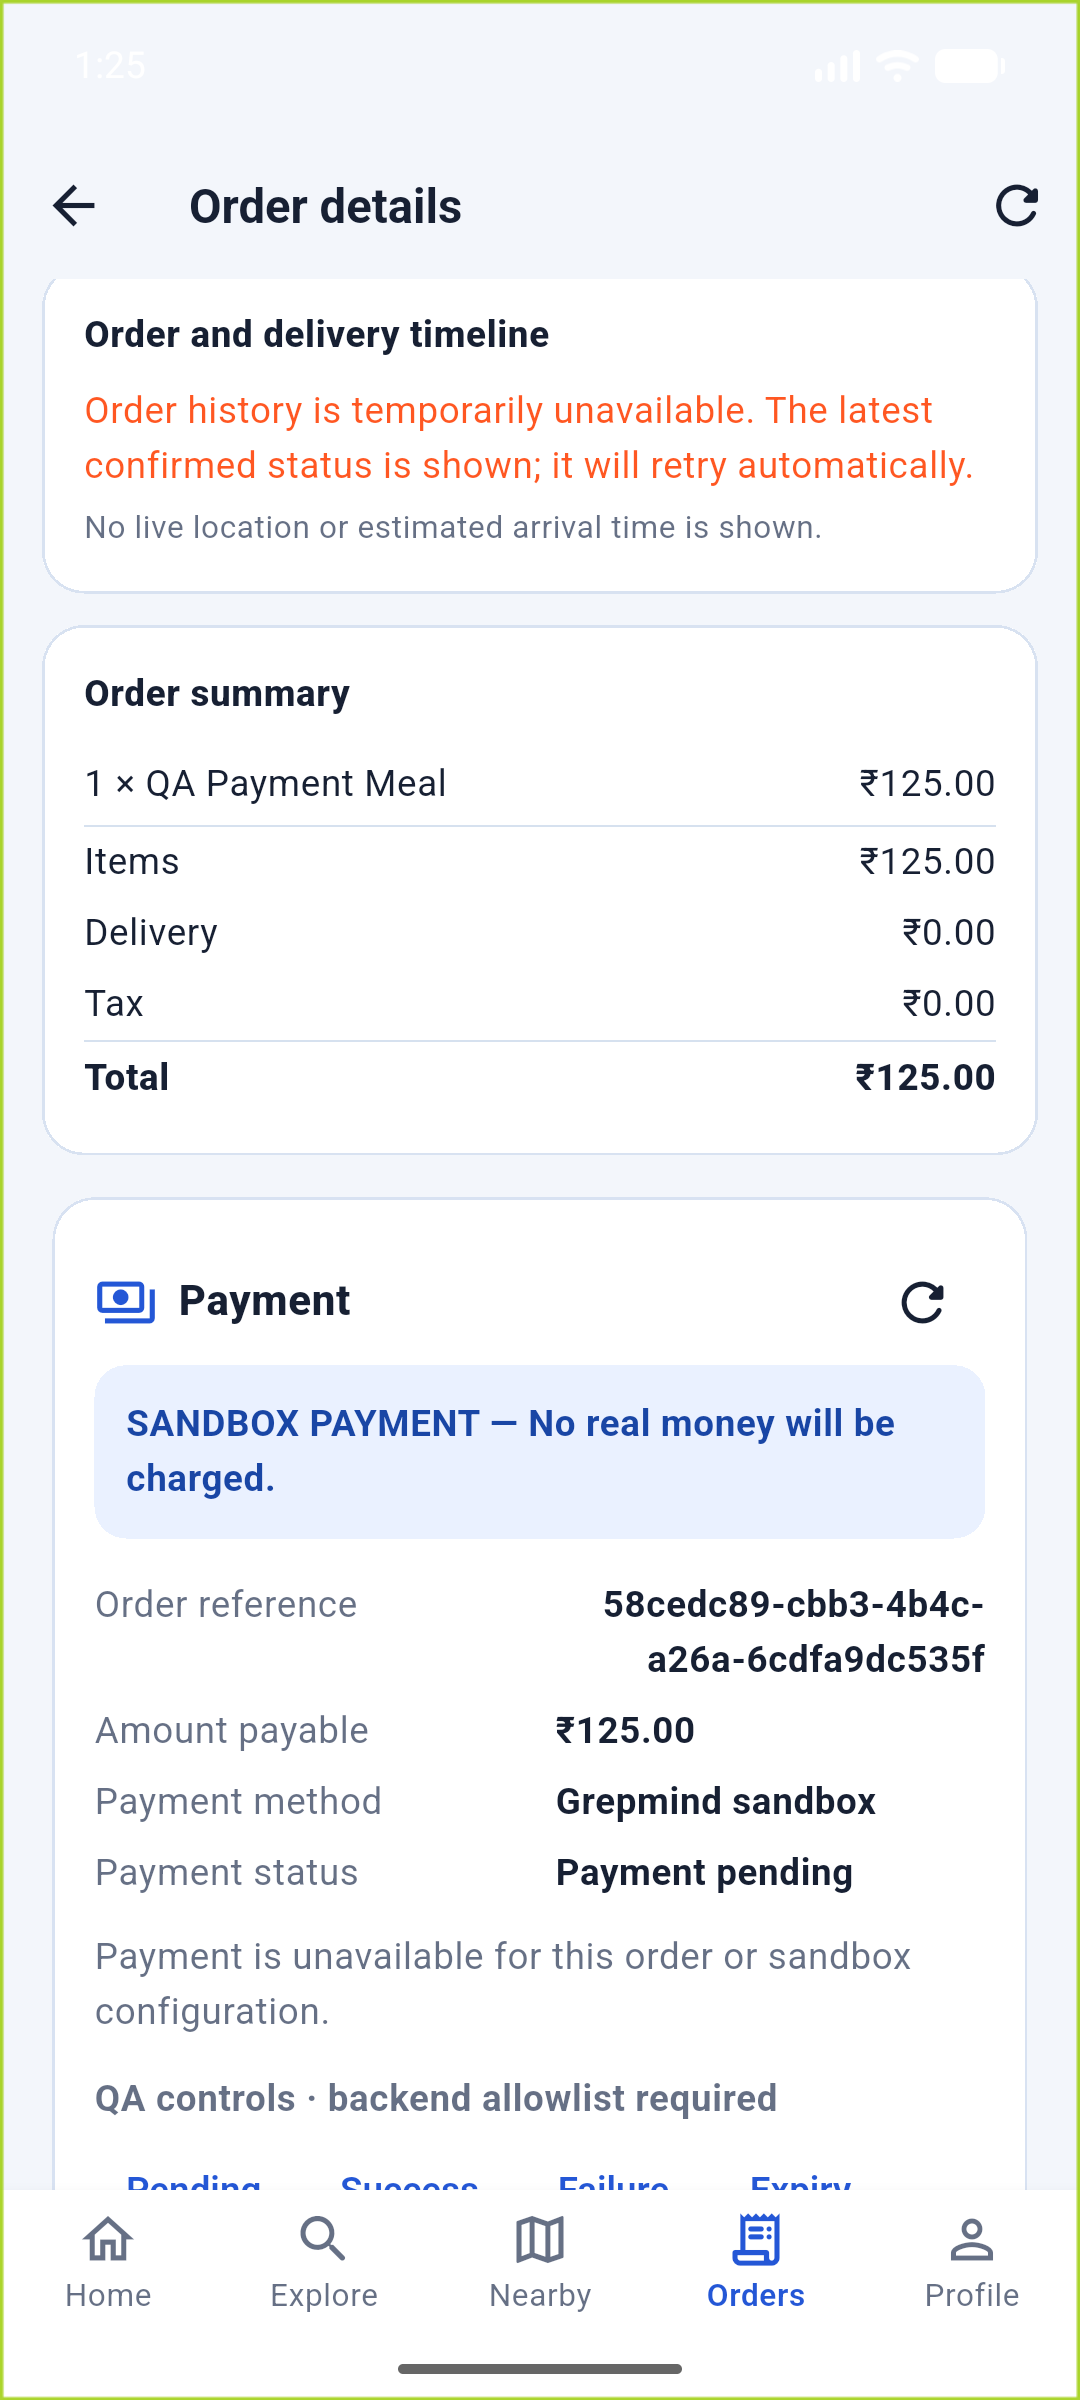 1:25
Order details
Order and delivery timeline
Order history is temporarily unavailable. The latest
confirmed status is shown; it will retry automatically.
No live location or estimated arrival time is shown.
Order summary
1 × QA Payment Meal ₹125.00
Items ₹125.00
Delivery ₹0.00
Tax ₹0.00
Total ₹125.00
Payment
SANDBOX PAYMENT — No real money will be
charged.
Order reference 58cedc89-cbb3-4b4c-
a26a-6cdfa9dc535f
Amount payable ₹125.00
Payment method Grepmind sandbox
Payment status Payment pending
Payment is unavailable for this order or sandbox
configuration.
QA controls · backend allowlist required
Pending Success Failure Expiry
Home Explore Nearby Orders Profile